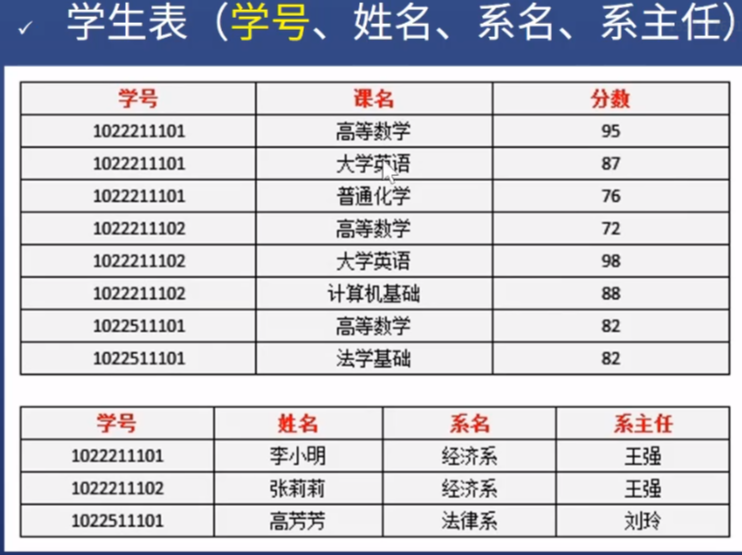 ✓ 学生表（学号、姓名、系名、系主任）
学号 课名 分数
1022211101 高等数学 95
1022211101 大学英语 87
1022211101 普通化学 76
1022211102 高等数学 72
1022211102 大学英语 98
1022211102 计算机基础 88
1022511101 高等数学 82
1022511101 法学基础 82
学号 姓名 系名 系主任
1022211101 李小明 经济系 王强
1022211102 张莉莉 经济系 王强
1022511101 高芳芳 法律系 刘玲